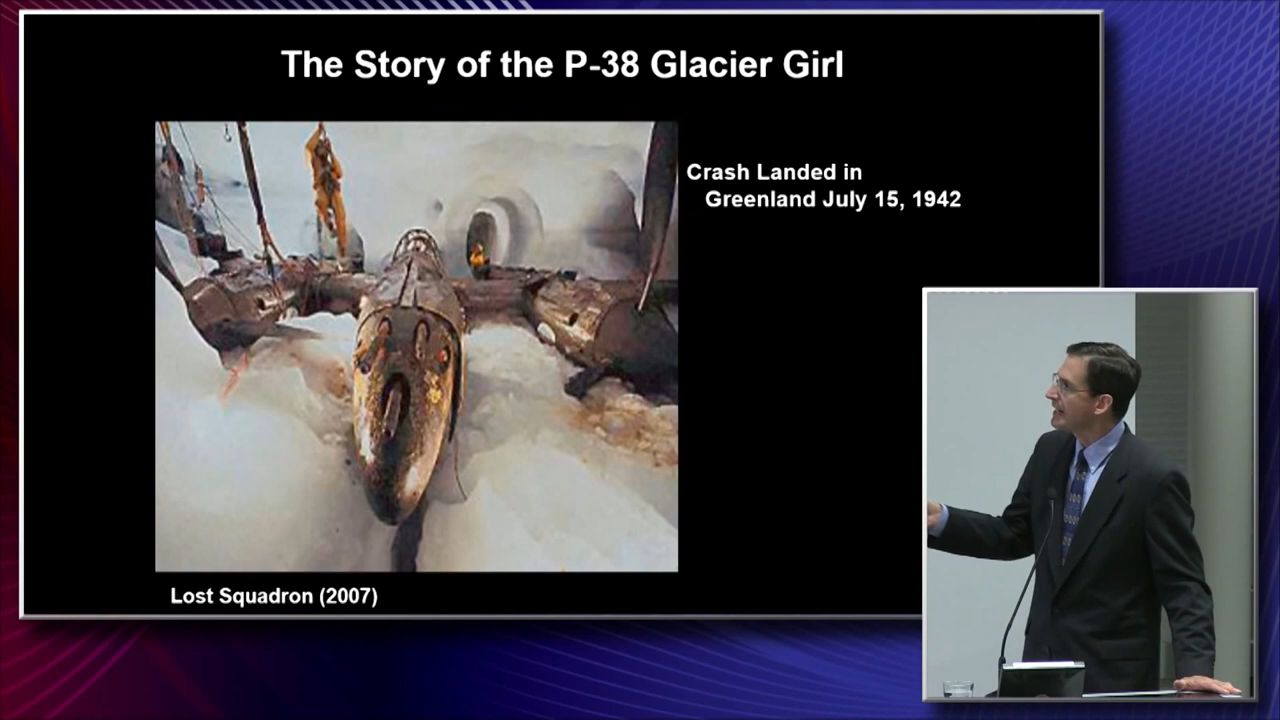 The Story of the P-38 Glacier Girl
Crash Landed in
Greenland July 15, 1942
Lost Squadron (2007)